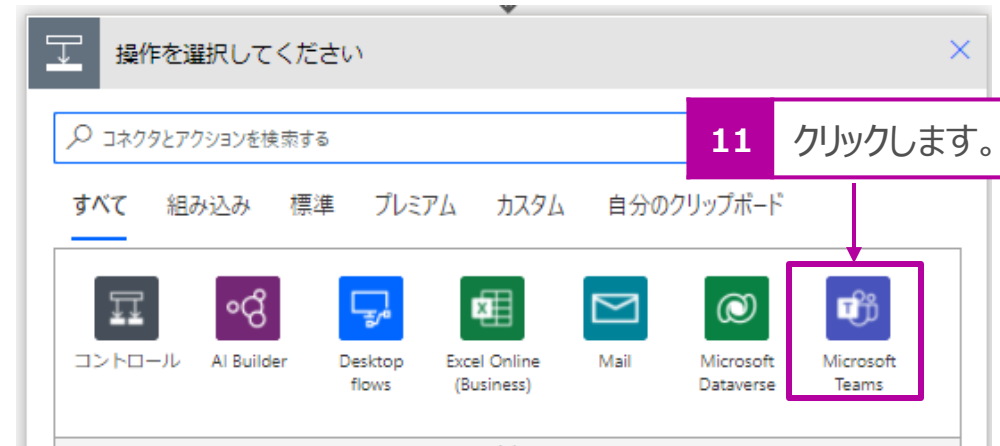 操作を選択してください
コネクタとアクションを検索する
11 クリックします。
すべて 組み込み 標準 プレミアム カスタム 自分のクリップボード
コントロール AI Builder Desktop flows Excel Online (Business) Mail Microsoft Dataverse Microsoft Teams